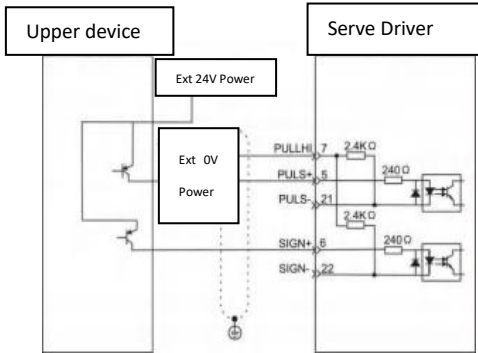 Upper device
Serve Driver
Ext 24V Power
Ext 0V
Power
PULLHI 7
2.4KΩ
PULS+ 5
240Ω
PULS- 21
2.4KΩ
SIGN+ 6
240Ω
SIGN- 22